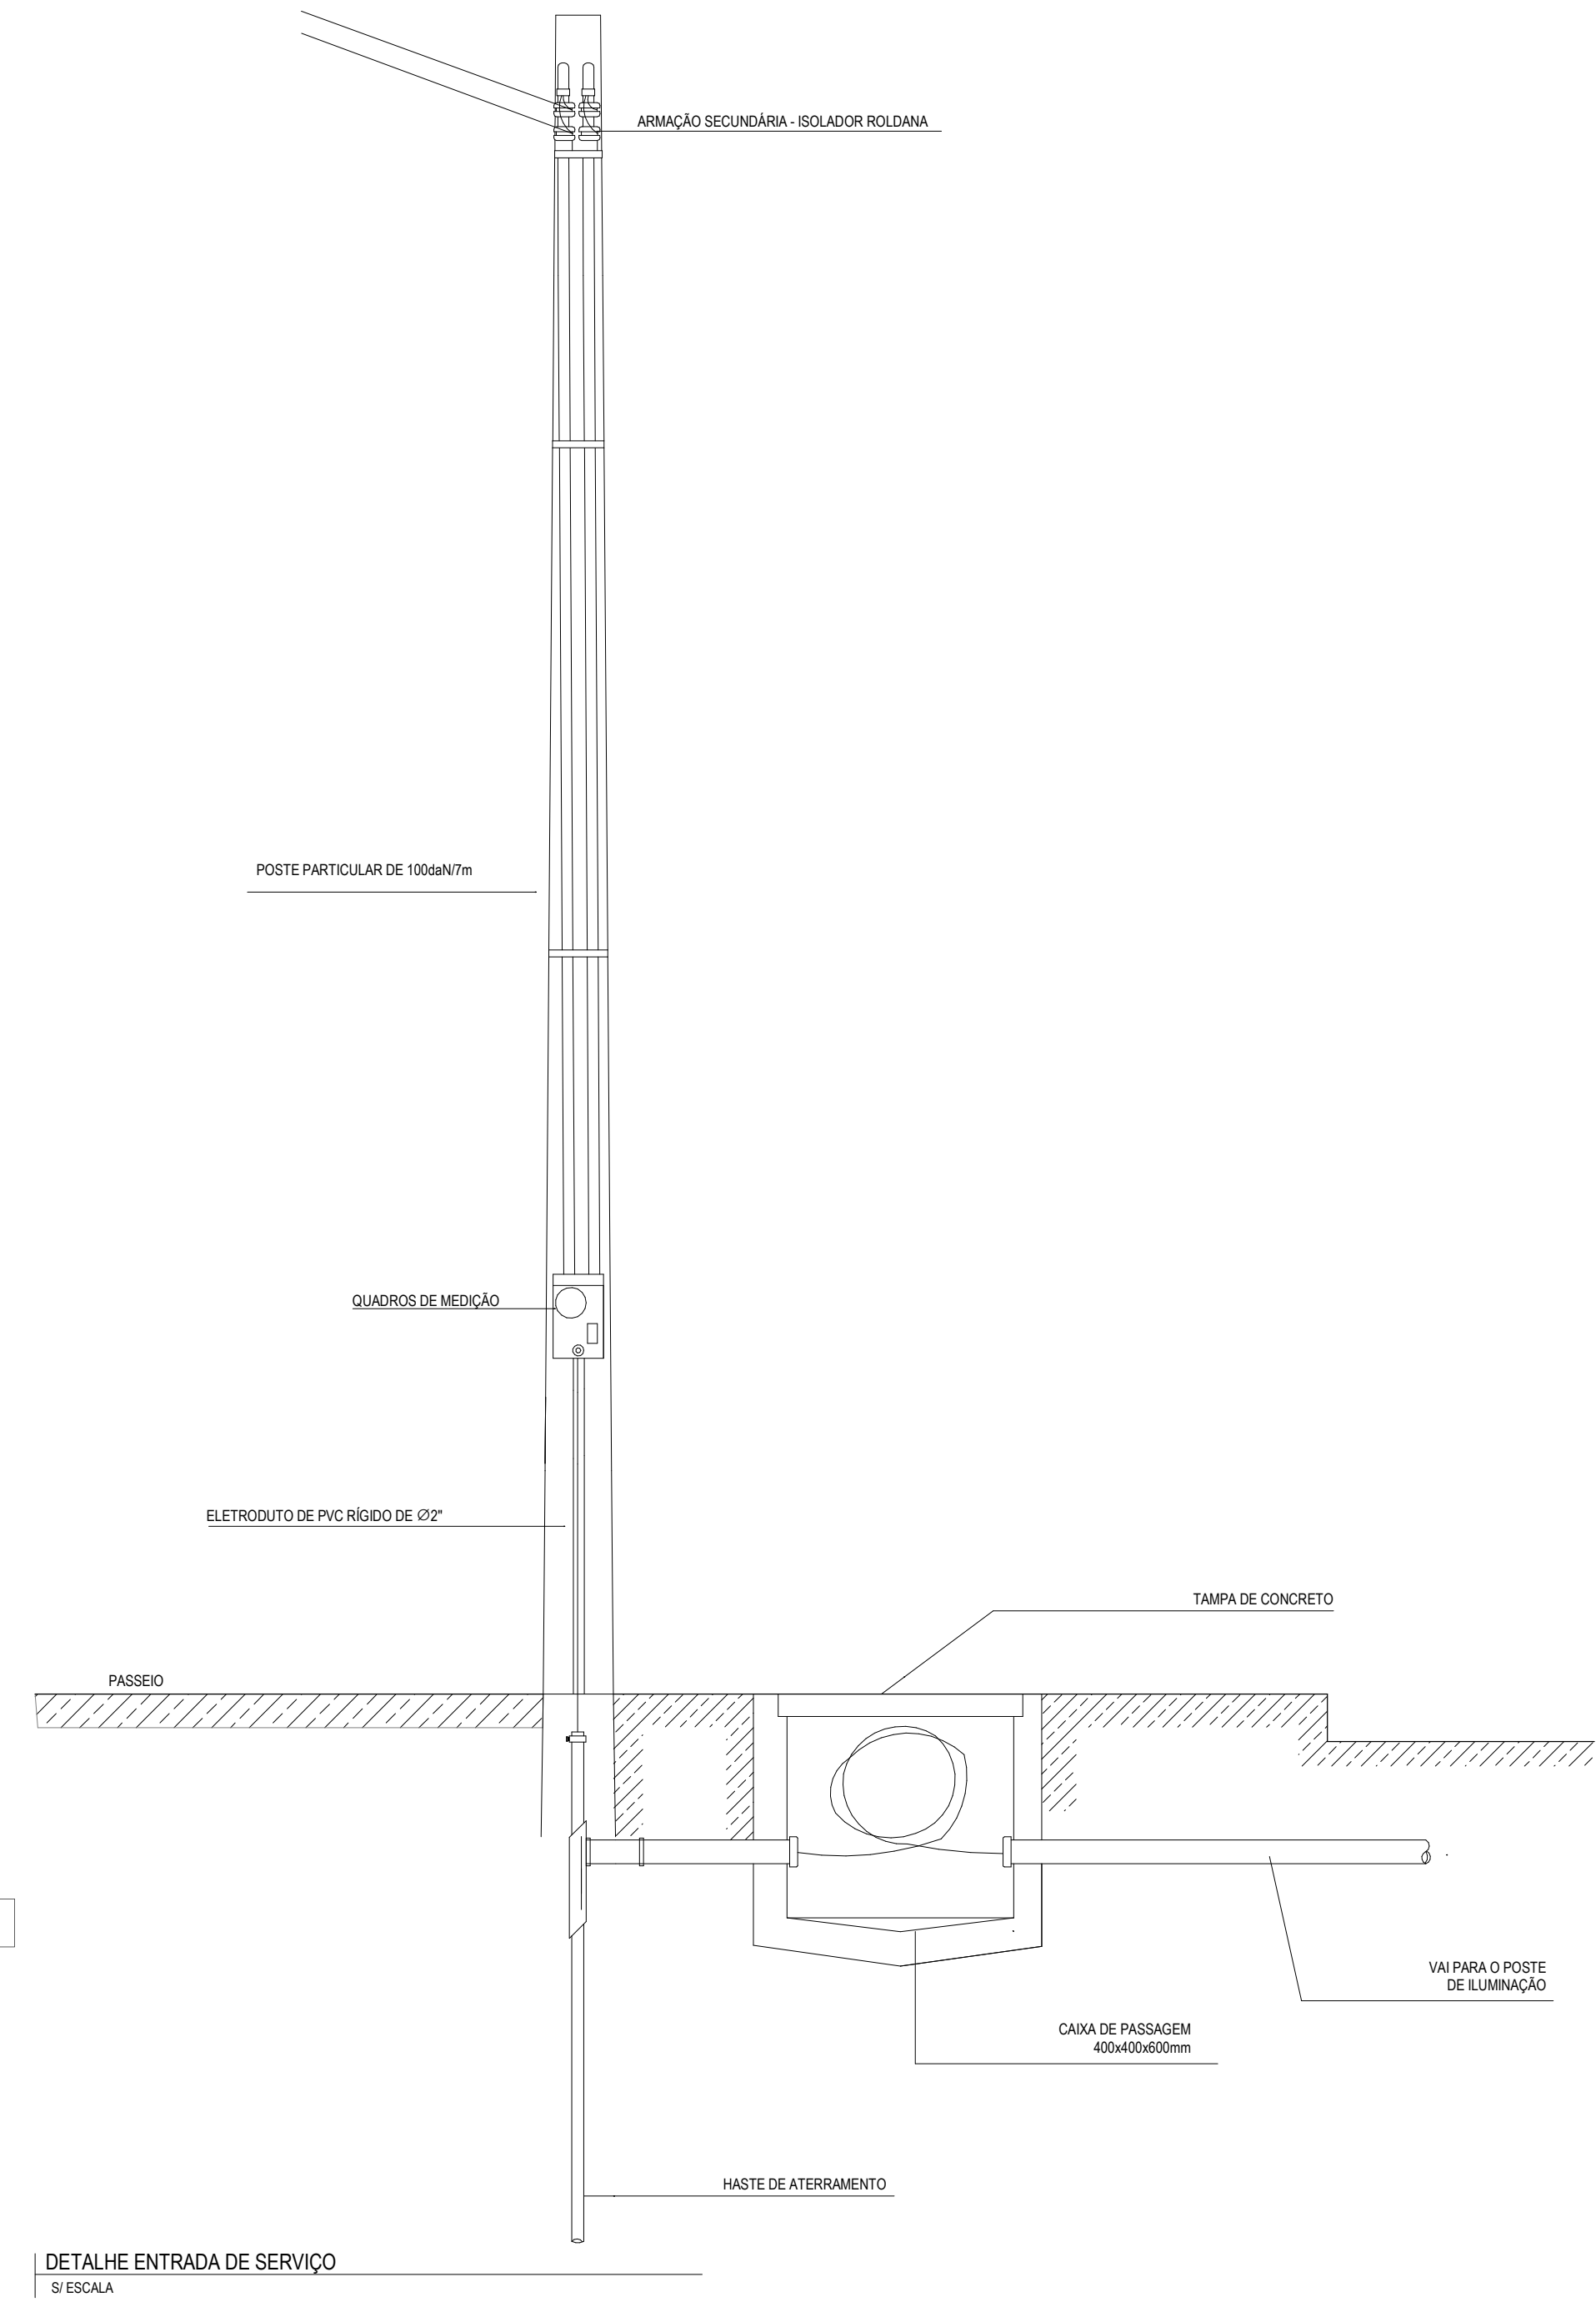 ARMAÇÃO SECUNDÁRIA - ISOLADOR ROLDANA
POSTE PARTICULAR DE 100daN/7m
QUADROS DE MEDIÇÃO
ELETRODUTO DE PVC RÍGIDO DE ∅2"
TAMPA DE CONCRETO
PASSEIO
VAI PARA O POSTE
DE ILUMINAÇÃO
CAIXA DE PASSAGEM
400x400x600mm
HASTE DE ATERRAMENTO
DETALHE ENTRADA DE SERVIÇO
S/ ESCALA